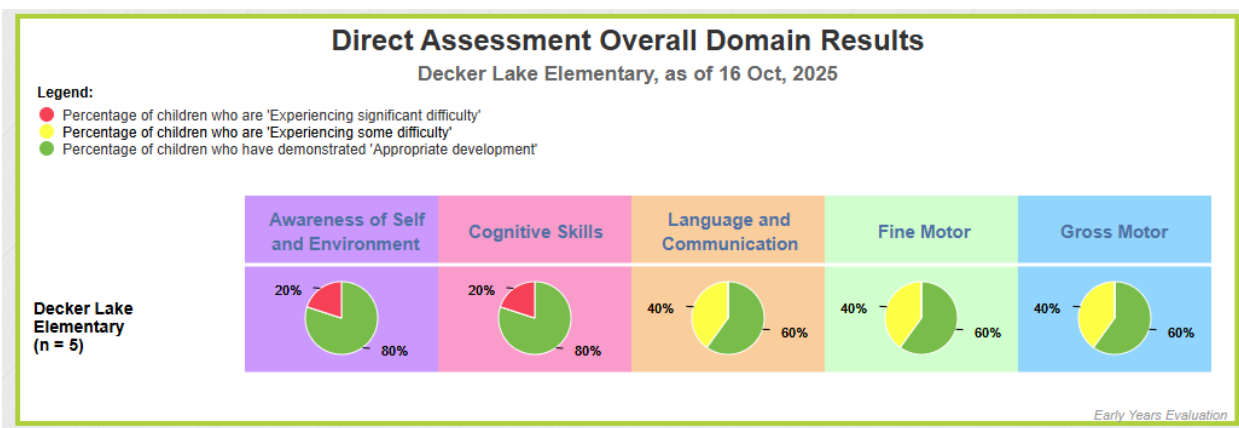 Direct Assessment Overall Domain Results
Decker Lake Elementary, as of 16 Oct, 2025
Legend:
Percentage of children who are 'Experiencing significant difficulty'
Percentage of children who are 'Experiencing some difficulty'
Percentage of children who have demonstrated 'Appropriate development'
Awareness of Self
and Environment
Cognitive Skills
Language and
Communication
Fine Motor
Gross Motor
Decker Lake
Elementary
(n = 5)
20%
80%
20%
80%
40%
60%
40%
60%
40%
60%
Early Years Evaluation